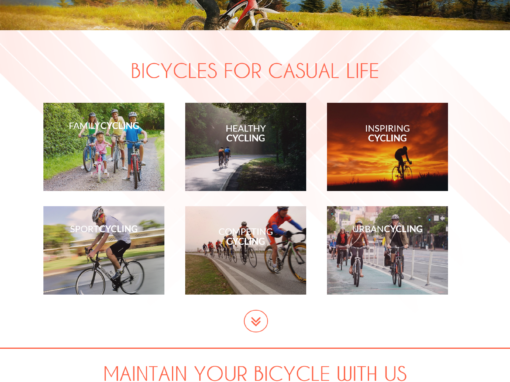 BICYCLES FOR CASUAL LIFE
FAMILYCYCLING
HEALTHY
CYCLING
INSPIRING
CYCLING
SPORTCYCLING
COMPETING
CYCLING
URBANCYCLING
MAINTAIN YOUR BICYCLE WITH US